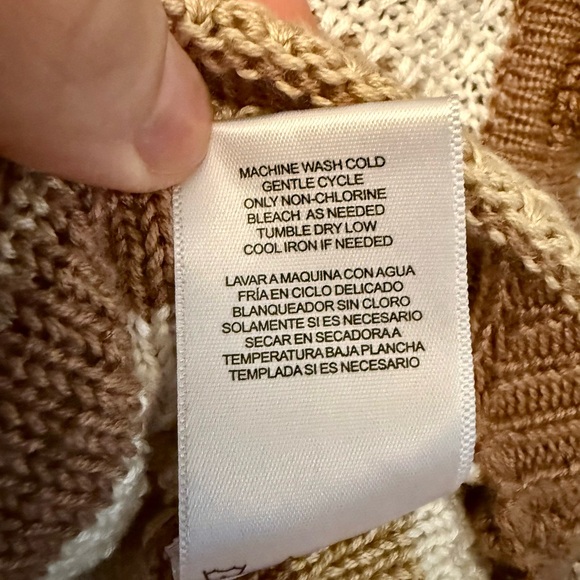 MACHINE WASH COLD
GENTLE CYCLE
ONLY NON-CHLORINE
BLEACH AS NEEDED
TUMBLE DRY LOW
COOL IRON IF NEEDED
LAVAR A MAQUINA CON AGUA
FRÍA EN CICLO DELICADO
BLANQUEADOR SIN CLORO
SOLAMENTE SI ES NECESARIO
SECAR EN SECADORA A
TEMPERATURA BAJA PLANCHA
TEMPLADA SI ES NECESARIO